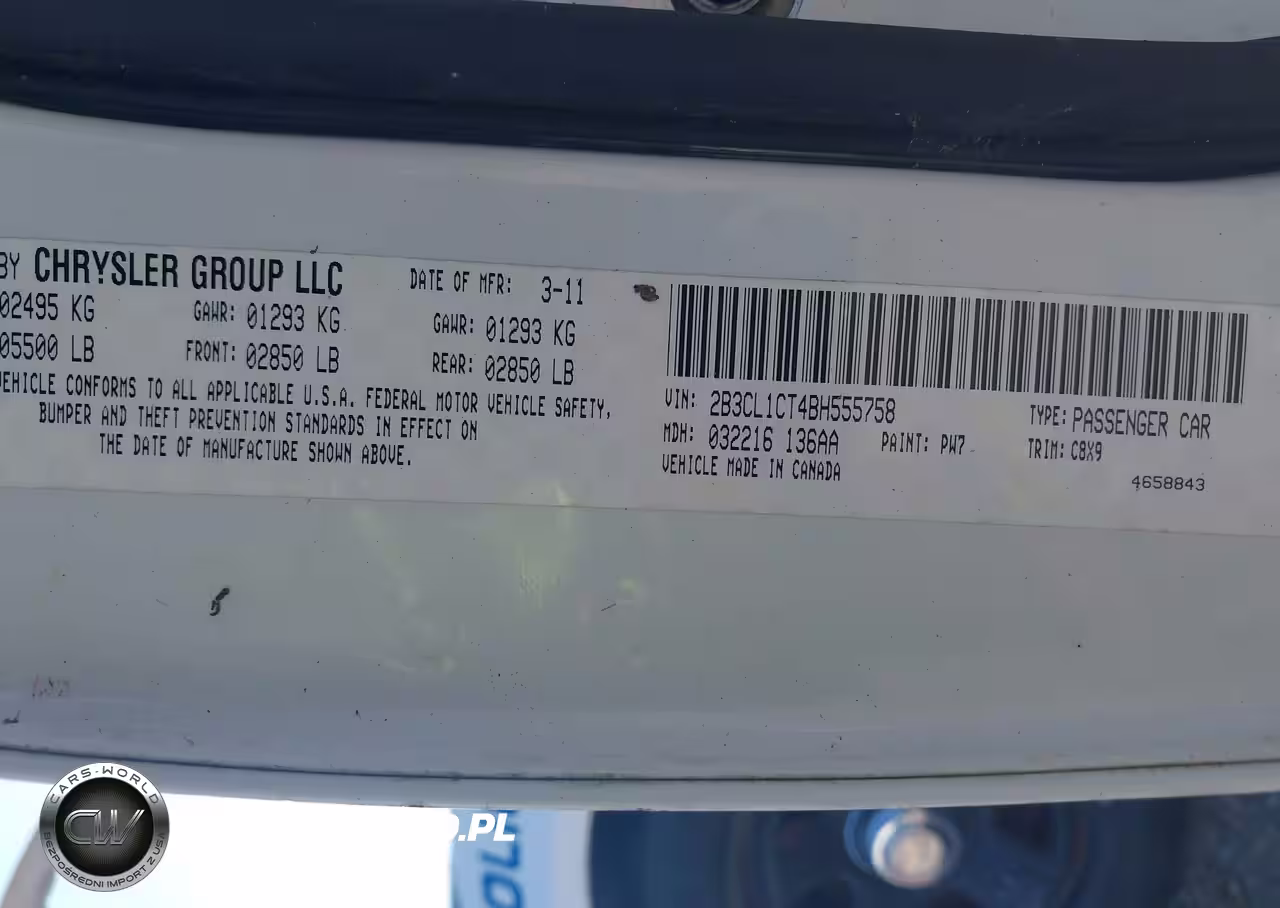 BY CHRYSLER GROUP LLC DATE OF MFR: 3-11
02495 KG GAWR: 01293 KG GAWR: 01293 KG
05500 LB FRONT: 02850 LB REAR: 02850 LB
VEHICLE CONFORMS TO ALL APPLICABLE U.S.A. FEDERAL MOTOR VEHICLE SAFETY,
BUMPER AND THEFT PREVENTION STANDARDS IN EFFECT ON
THE DATE OF MANUFACTURE SHOWN ABOVE.
VIN: 2B3CL1CT4BH555758 TYPE: PASSENGER CAR
MDH: 032216 136AA PAINT: PW7 TRIM: C8X9
VEHICLE MADE IN CANADA
4658843
CARS-WORLD
CW
BEZPOŚREDNI IMPORT Z USA
.PL